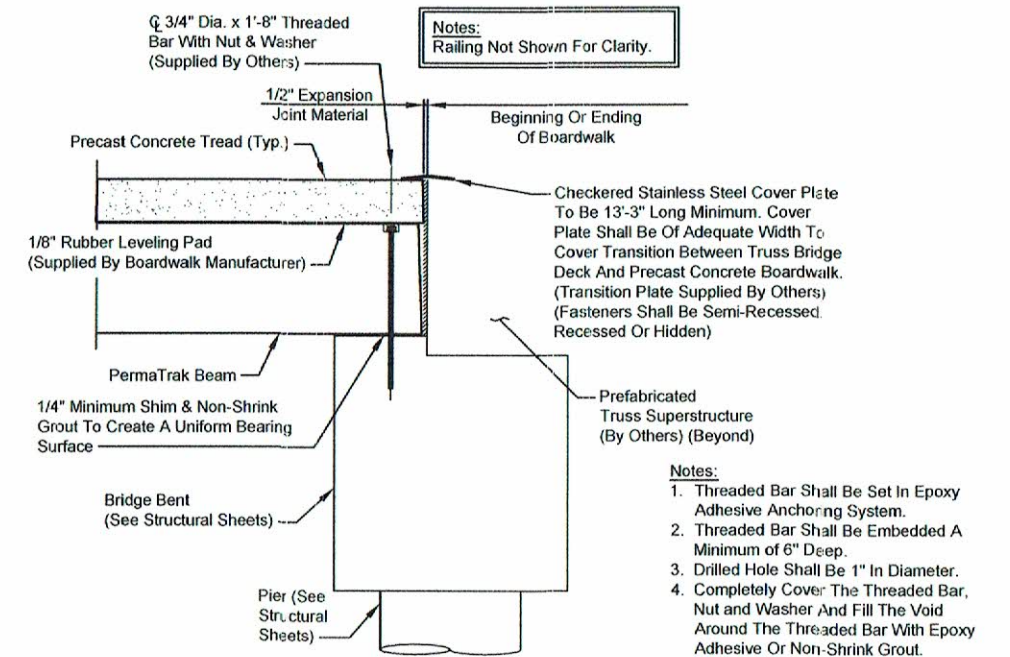 ℄ 3/4" Dia. x 1'-8" Threaded
Bar With Nut & Washer
(Supplied By Others)
Notes:
Railing Not Shown For Clarity.
1/2" Expansion
Joint Material
Beginning Or Ending
Of Boardwalk
Precast Concrete Tread (Typ.)
Checkered Stainless Steel Cover Plate
To Be 13'-3" Long Minimum. Cover
Plate Shall Be Of Adequate Width To
Cover Transition Between Truss Bridge
Deck And Precast Concrete Boardwalk.
(Transition Plate Supplied By Others)
(Fasteners Shall Be Semi-Recessed
Recessed Or Hidden)
1/8" Rubber Leveling Pad
(Supplied By Boardwalk Manufacturer)
PermaTrak Beam
1/4" Minimum Shim & Non-Shrink
Grout To Create A Uniform Bearing
Surface
Prefabricated
Truss Superstructure
(By Others) (Beyond)
Bridge Bent
(See Structural Sheets)
Pier (See
Structural
Sheets)
Notes:
1. Threaded Bar Shall Be Set In Epoxy
Adhesive Anchoring System.
2. Threaded Bar Shall Be Embedded A
Minimum of 6" Deep.
3. Drilled Hole Shall Be 1" In Diameter.
4. Completely Cover The Threaded Bar,
Nut and Washer And Fill The Void
Around The Threaded Bar With Epoxy
Adhesive Or Non-Shrink Grout.